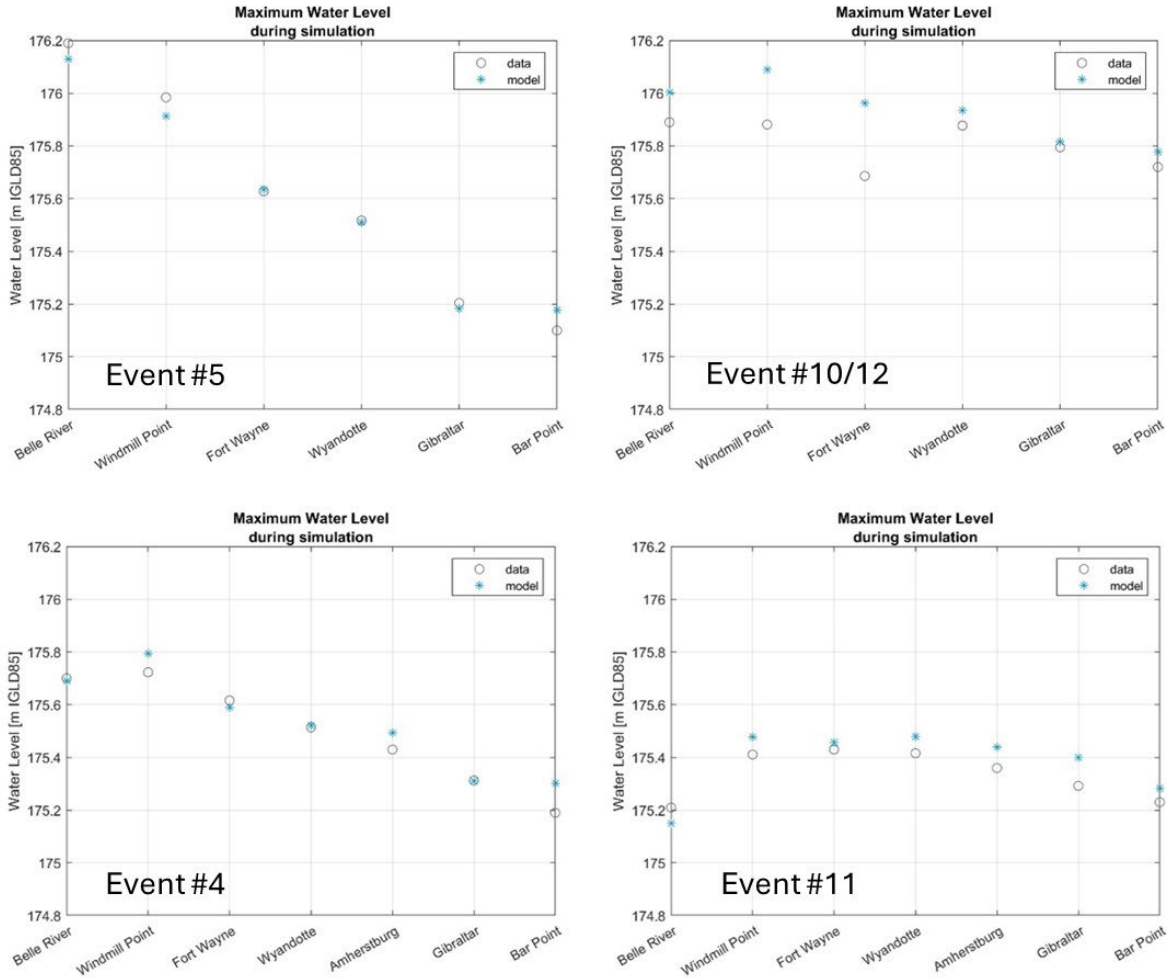 Maximum Water Level
during simulation
Water Level [m IGLD85]
176.2
176
175.8
175.6
175.4
175.2
175
174.8
data
model
Event #5
Belle River
Windmill Point
Fort Wayne
Wyandotte
Gibraltar
Bar Point
Maximum Water Level
during simulation
Water Level [m IGLD85]
176.2
176
175.8
175.6
175.4
175.2
175
174.8
data
model
Event #10/12
Belle River
Windmill Point
Fort Wayne
Wyandotte
Gibraltar
Bar Point
Maximum Water Level
during simulation
Water Level [m IGLD85]
176.2
176
175.8
175.6
175.4
175.2
175
174.8
data
model
Event #4
Belle River
Windmill Point
Fort Wayne
Wyandotte
Amherstburg
Gibraltar
Bar Point
Maximum Water Level
during simulation
Water Level [m IGLD85]
176.2
176
175.8
175.6
175.4
175.2
175
174.8
data
model
Event #11
Belle River
Windmill Point
Fort Wayne
Wyandotte
Amherstburg
Gibraltar
Bar Point